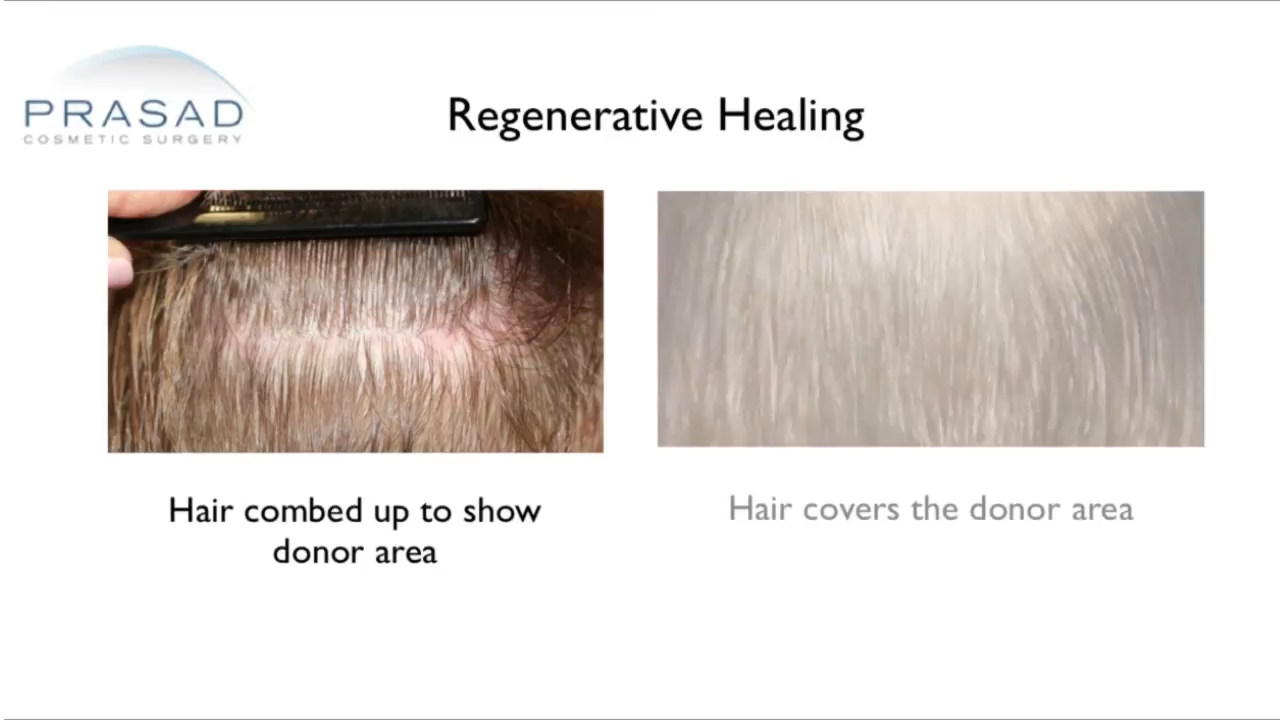 PRASAD
COSMETIC SURGERY
Regenerative Healing
Hair combed up to show
donor area
Hair covers the donor area